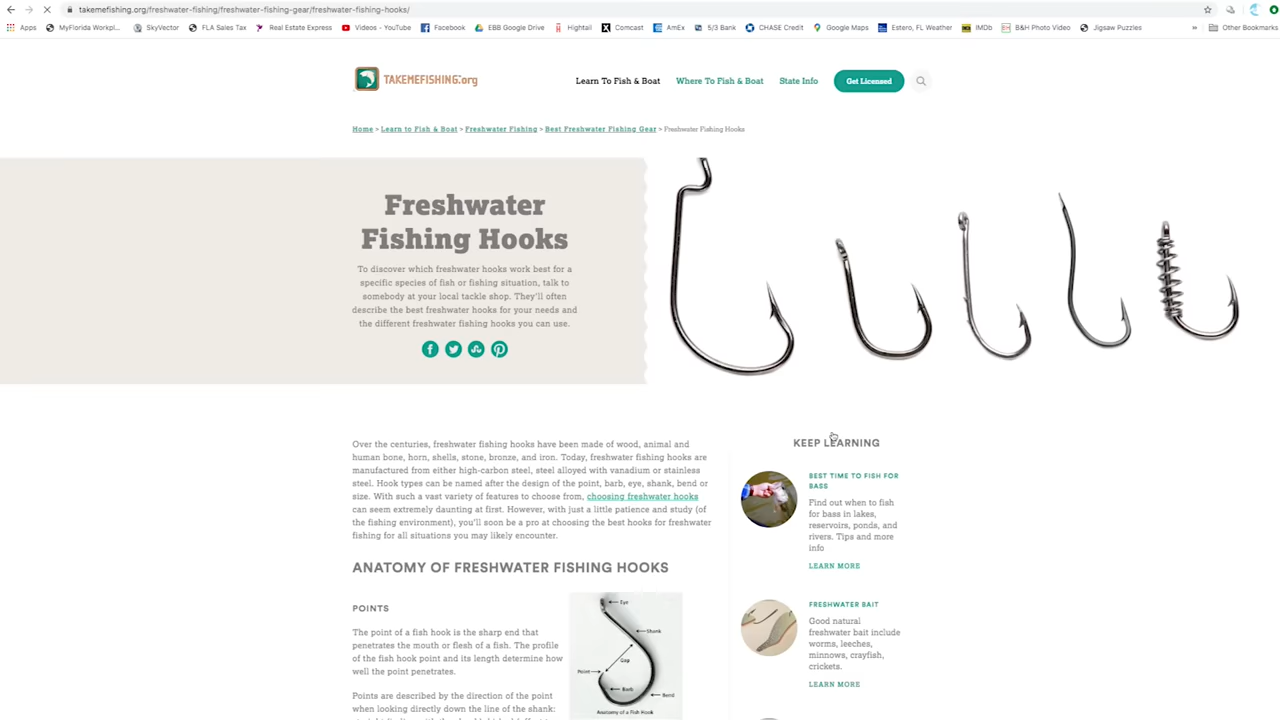 takemefishing.org/freshwater-fishing/freshwater-fishing-gear/freshwater-fishing-hooks/
Apps MyFlorida Workpl... SkyVector FLA Sales Tax Real Estate Express Videos - YouTube Facebook EBB Google Drive Hightail Comcast AmEx 5/3 Bank CHASE Credit Google Maps Estero, FL Weather IMDb B&H Photo Video Jigsaw Puzzles » Other Bookmarks
TAKEMEFISHING.org Learn To Fish & Boat Where To Fish & Boat State Info Get Licensed
Home > Learn to Fish & Boat > Freshwater Fishing > Best Freshwater Fishing Gear > Freshwater Fishing Hooks
Freshwater
Fishing Hooks
To discover which freshwater hooks work best for a
specific species of fish or fishing situation, talk to
somebody at your local tackle shop. They'll often
describe the best freshwater hooks for your needs and
the different freshwater fishing hooks you can use.
Over the centuries, freshwater fishing hooks have been made of wood, animal and
human bone, horn, shells, stone, bronze, and iron. Today, freshwater fishing hooks are
manufactured from either high-carbon steel, steel alloyed with vanadium or stainless
steel. Hook types can be named after the design of the point, barb, eye, shank, bend or
size. With such a vast variety of features to choose from, choosing freshwater hooks
can seem extremely daunting at first. However, with just a little patience and study (of
the fishing environment), you'll soon be a pro at choosing the best hooks for freshwater
fishing for all situations you may likely encounter.
ANATOMY OF FRESHWATER FISHING HOOKS
POINTS
The point of a fish hook is the sharp end that
penetrates the mouth or flesh of a fish. The profile
of the fish hook point and its length determine how
well the point penetrates.
Points are described by the direction of the point
when looking directly down the line of the shank:
Eye
Shank
Gap
Point
Barb
Bend
Anatomy of a Fish Hook
KEEP LEARNING
BEST TIME TO FISH FOR
BASS
Find out when to fish
for bass in lakes,
reservoirs, ponds, and
rivers. Tips and more
info
LEARN MORE
FRESHWATER BAIT
Good natural
freshwater bait include
worms, leeches,
minnows, crayfish,
crickets.
LEARN MORE